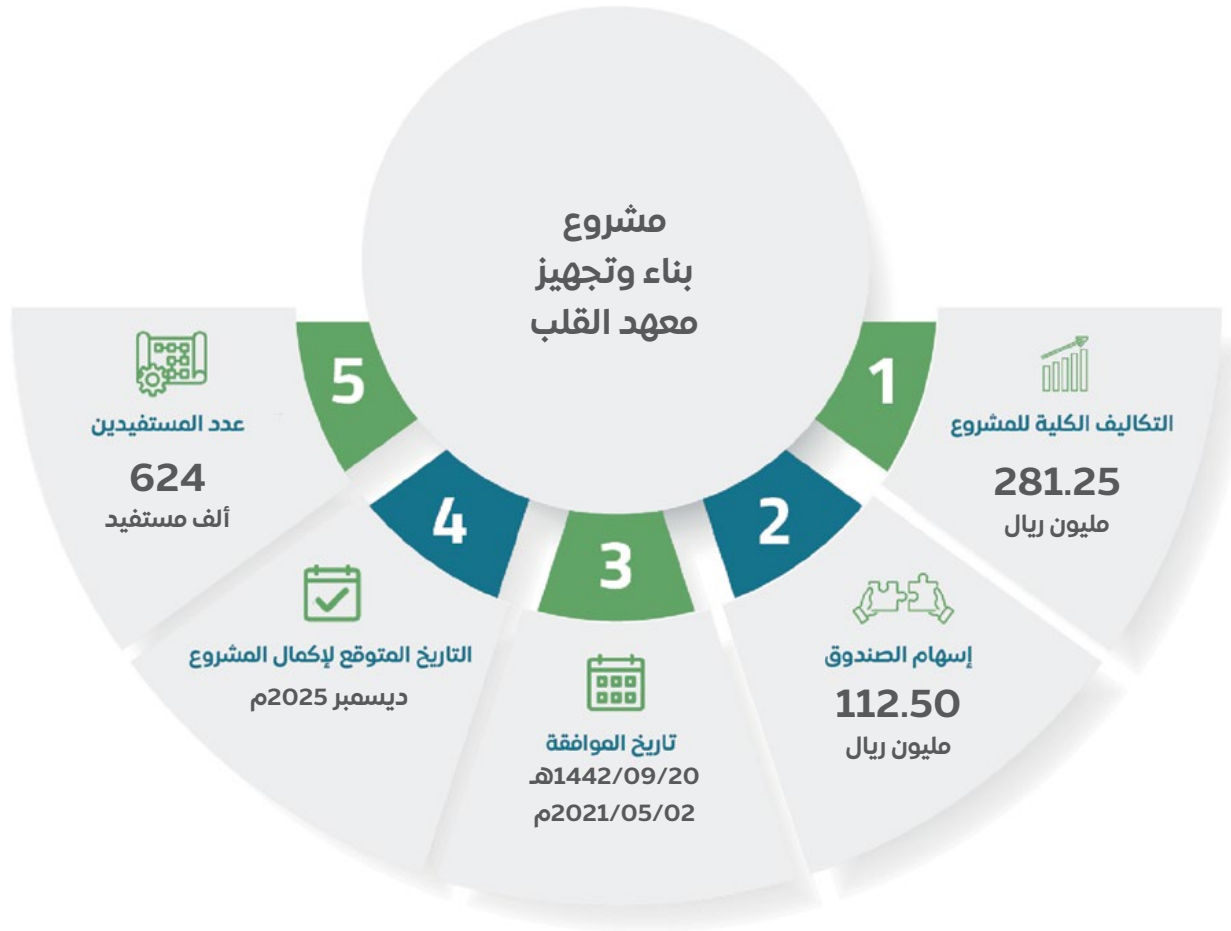 مشروع
بناء وتجهيز
معهد القلب
1
التكاليف الكلية للمشروع
281.25
مليون ريال
2
إسهام الصندوق
112.50
مليون ريال
3
تاريخ الموافقة
1442/09/20هـ
2021/05/02م
4
التاريخ المتوقع لإكمال المشروع
ديسمبر 2025م
5
عدد المستفيدين
624
ألف مستفيد